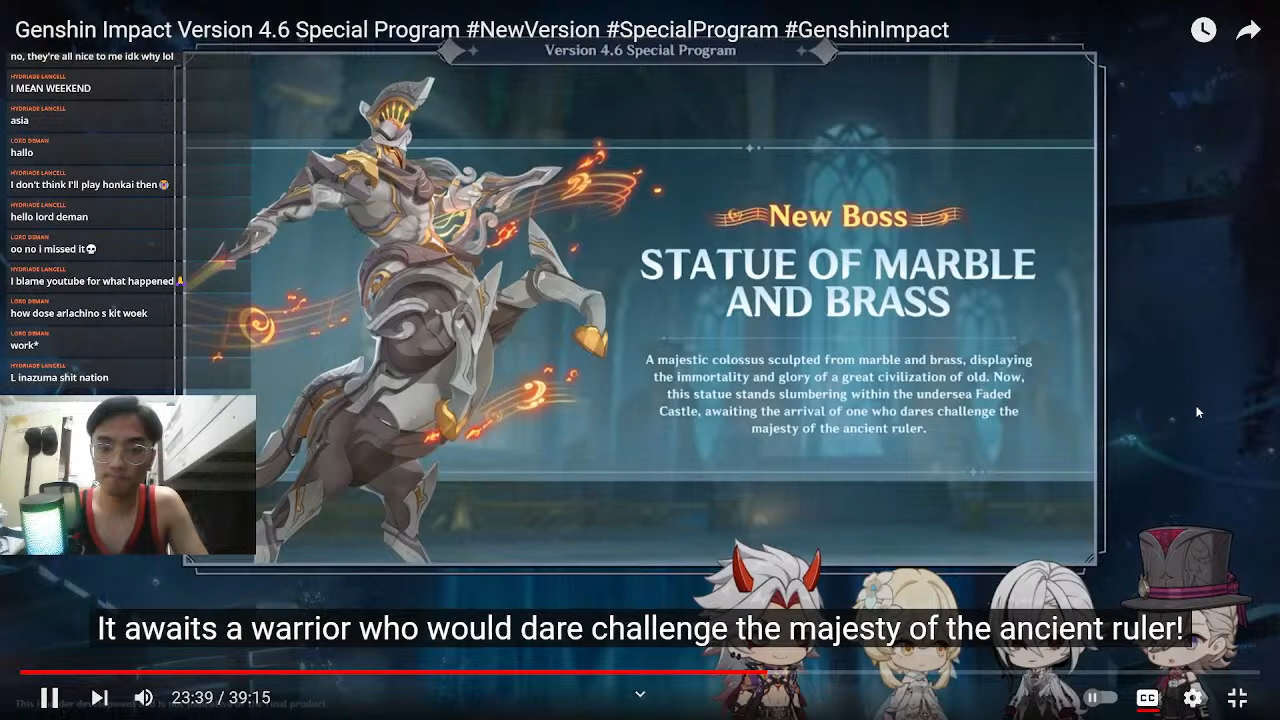 Genshin Impact Version 4.6 Special Program #NewVersion #SpecialProgram #GenshinImpact
Version 4.6 Special Program
no, they're all nice to me idk why lol
HYDRIADE LANCELL
I MEAN WEEKEND
HYDRIADE LANCELL
asia
LORD DEMAN
hallo
HYDRIADE LANCELL
I don't think I'll play honkai then😭
HYDRIADE LANCELL
hello lord deman
LORD DEMAN
oo no i missed it💀
HYDRIADE LANCELL
I blame youtube for what happened
LORD DEMAN
how dose arlachino s kit woek
LORD DEMAN
work*
HYDRIADE LANCELL
L inazuma shit nation
New Boss
STATUE OF MARBLE
AND BRASS
A majestic colossus sculpted from marble and brass, displaying
the immortality and glory of a great civilization of old. Now,
this statue stands slumbering within the undersea Faded
Castle, awaiting the arrival of one who dares challenge the
majesty of the ancient ruler.
It awaits a warrior who would dare challenge the majesty of the ancient ruler!
23:39 / 39:15
CC